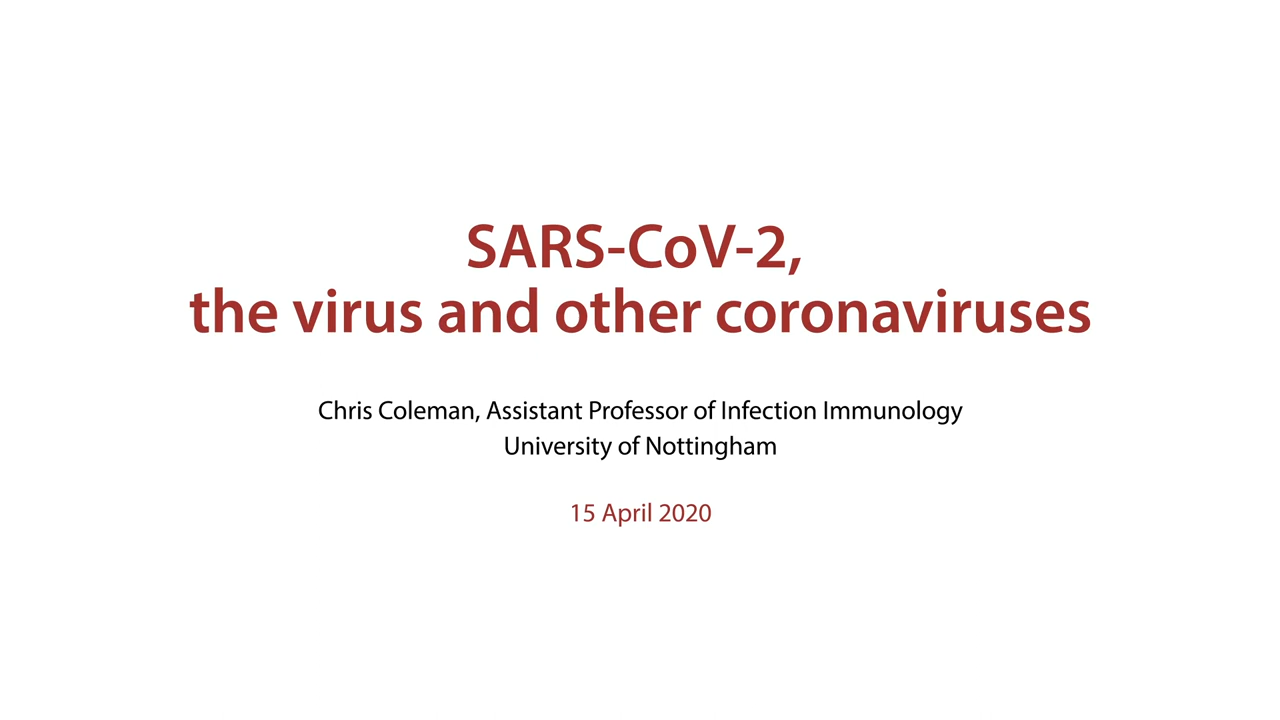 SARS-CoV-2,
the virus and other coronaviruses
Chris Coleman, Assistant Professor of Infection Immunology
University of Nottingham
15 April 2020